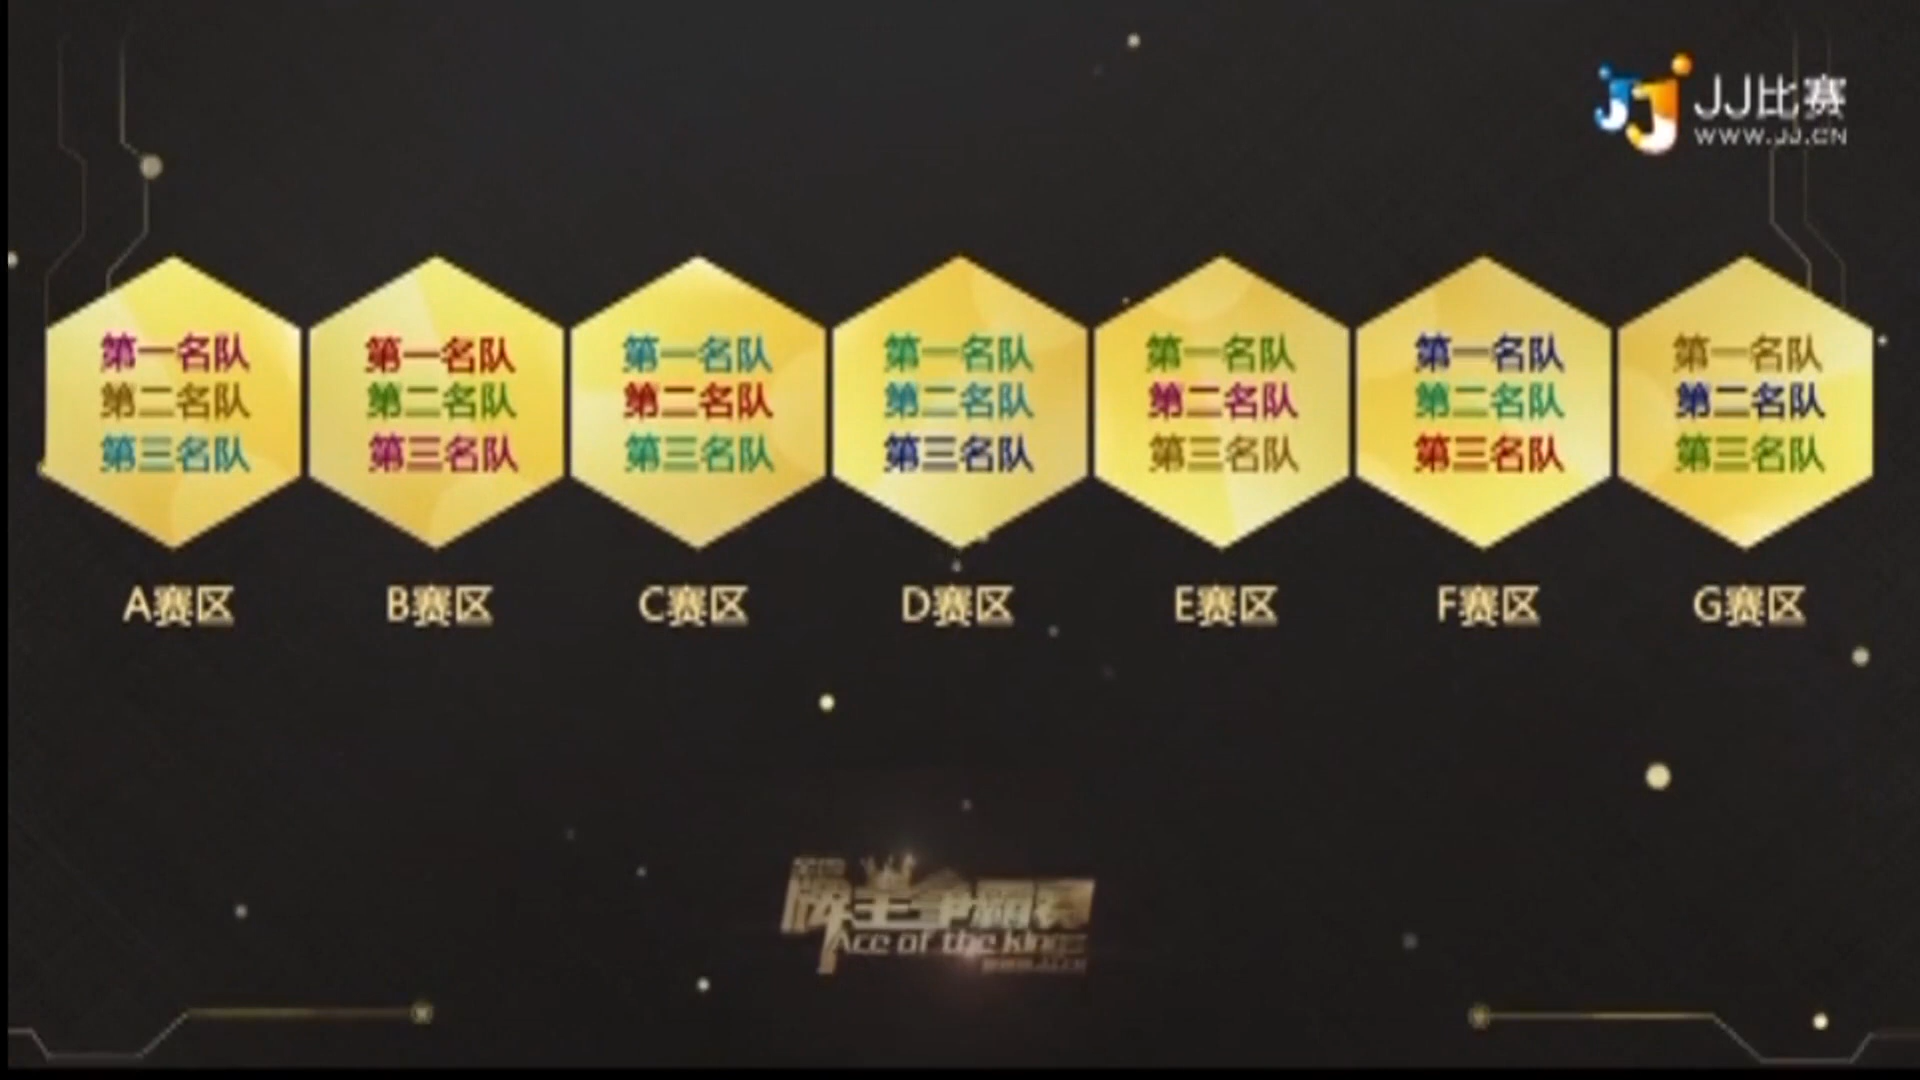 JJ比赛
WWW.JJ.CN
第一名队
第二名队
第三名队
A赛区
第一名队
第二名队
第三名队
B赛区
第一名队
第二名队
第三名队
C赛区
第一名队
第二名队
第三名队
D赛区
第一名队
第二名队
第三名队
E赛区
第一名队
第二名队
第三名队
F赛区
第一名队
第二名队
第三名队
G赛区
牌王争霸赛
Ace of the kings